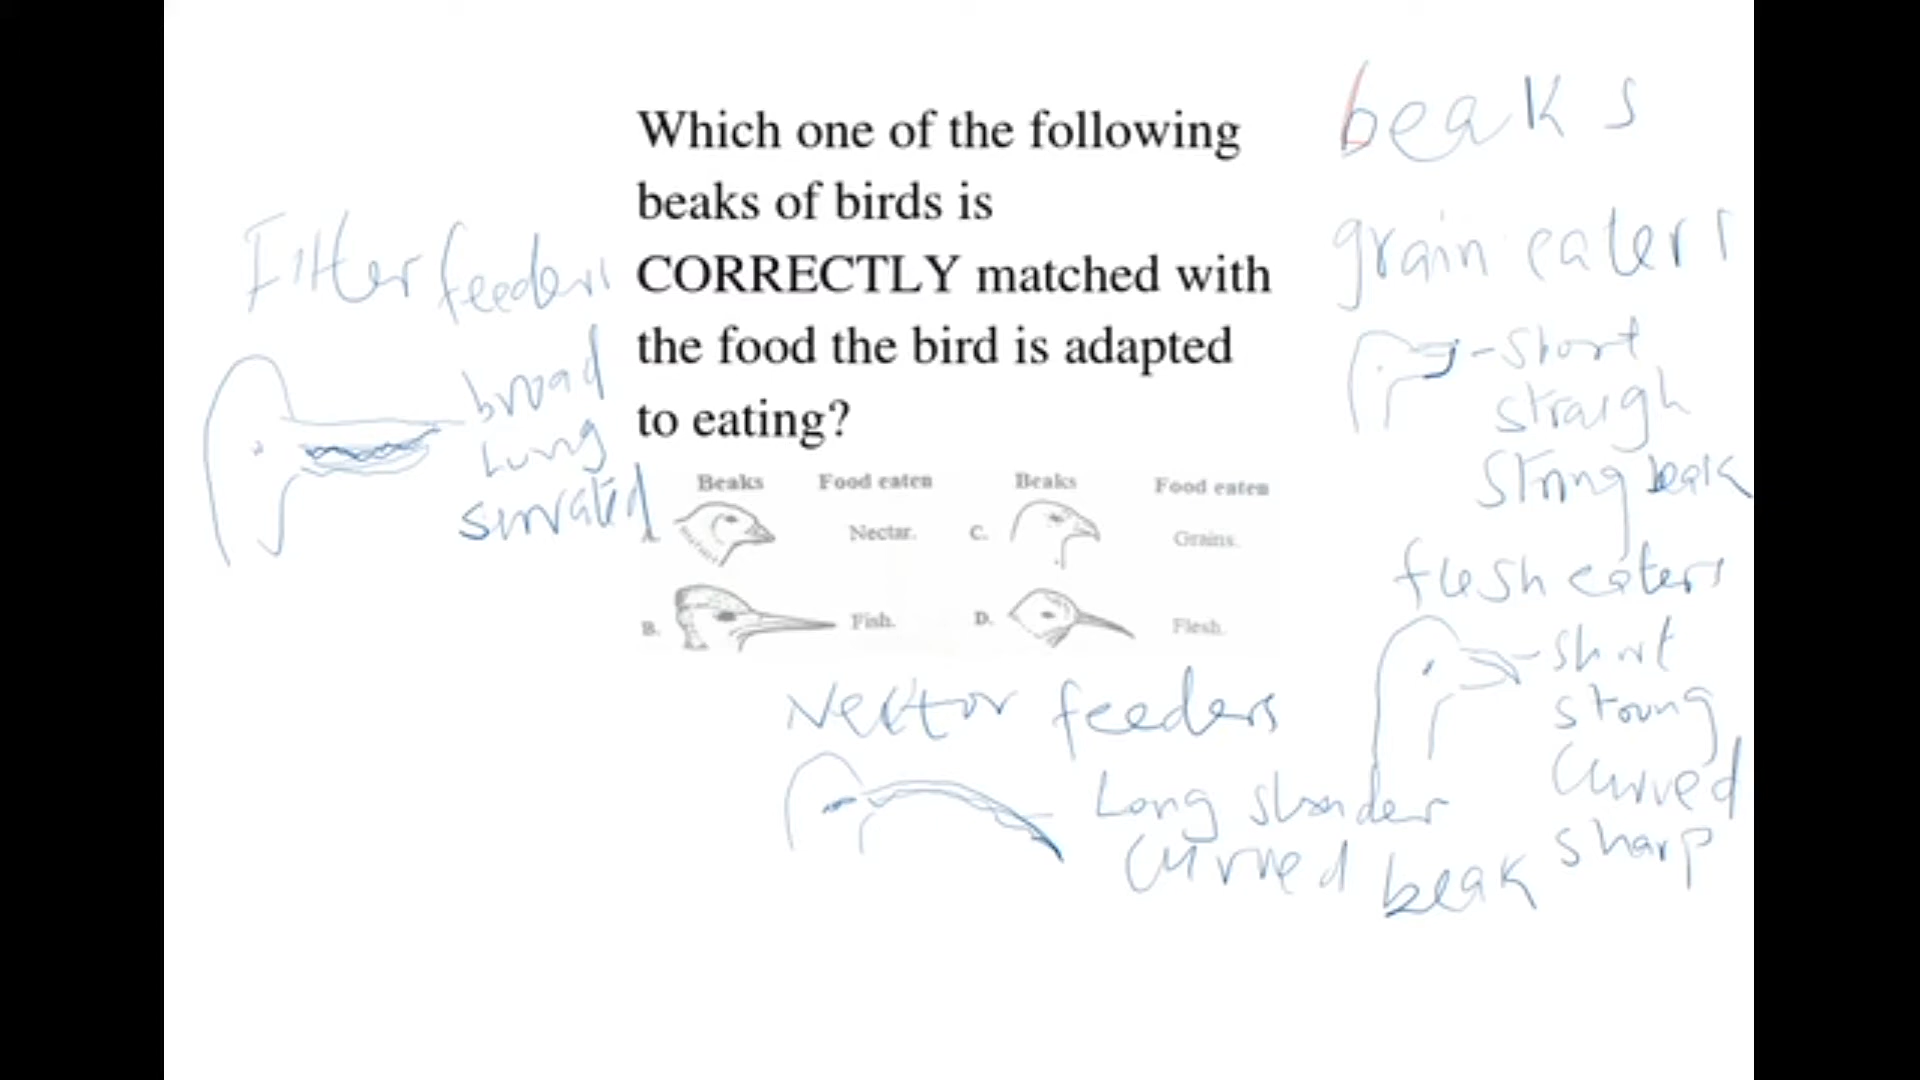 beaks
Which one of the following
beaks of birds is
CORRECTLY matched with
the food the bird is adapted
to eating?
Filter feeders
broad
Long
serrated
grain eaters
-short
straigh
Strong beak
flesh eaters
-short
strong
Curved
sharp
Beaks Food eaten Beaks Food eaten
A. Nectar. C. Grains.
B. Fish. D. Flesh.
Nector feeders
Long slender
Curved beak